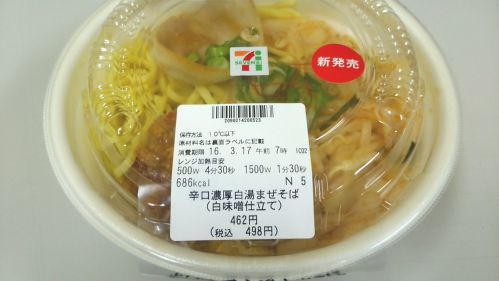 7
SEVEN & i
新発売
2090214200523
保存方法 10℃以下
原材料名は裏面ラベルに記載
消費期限 16. 3.17 午前 7時 1C02
レンジ加熱目安
500W 4分30秒 1500W 1分30秒
686kcal N 5
辛口濃厚白湯まぜそば
(白味噌仕立て)
462円
(税込 498円)